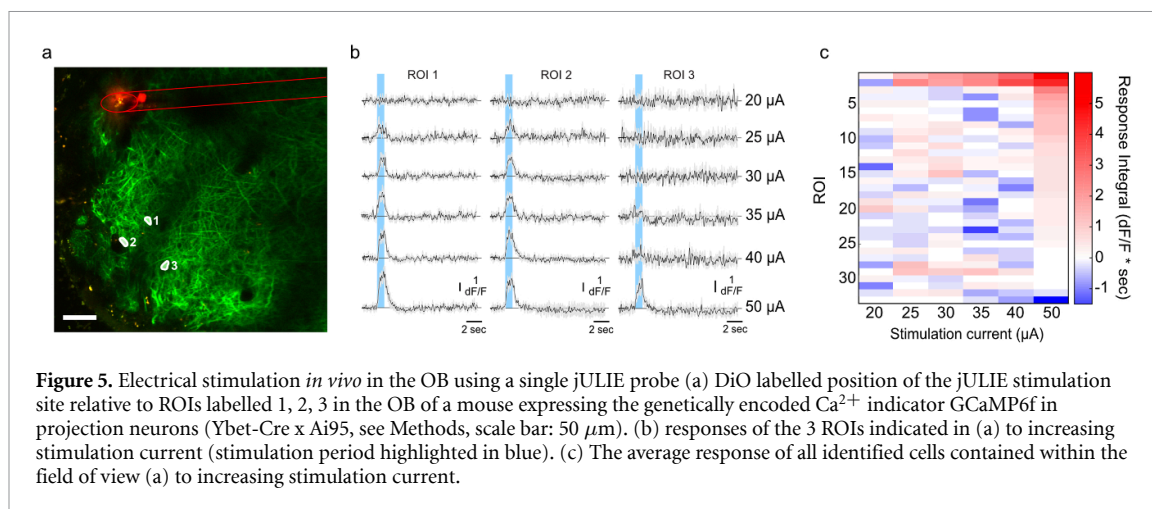 a
b
c
1
2
3
ROI 1
ROI 2
ROI 3
20 µA
25 µA
30 µA
35 µA
40 µA
50 µA
1
dF/F
1
dF/F
1
dF/F
2 sec
2 sec
2 sec
ROI
5
10
15
20
25
30
20 25 30 35 40 50
Stimulation current (µA)
5
4
3
2
1
0
-1
Response Integral (dF/F * sec)
Figure 5. Electrical stimulation in vivo in the OB using a single jULIE probe (a) DiO labelled position of the jULIE stimulation
site relative to ROIs labelled 1, 2, 3 in the OB of a mouse expressing the genetically encoded Ca²⁺ indicator GCaMP6f in
projection neurons (Ybet-Cre x Ai95, see Methods, scale bar: 50 µm). (b) responses of the 3 ROIs indicated in (a) to increasing
stimulation current (stimulation period highlighted in blue). (c) The average response of all identified cells contained within the
field of view (a) to increasing stimulation current.